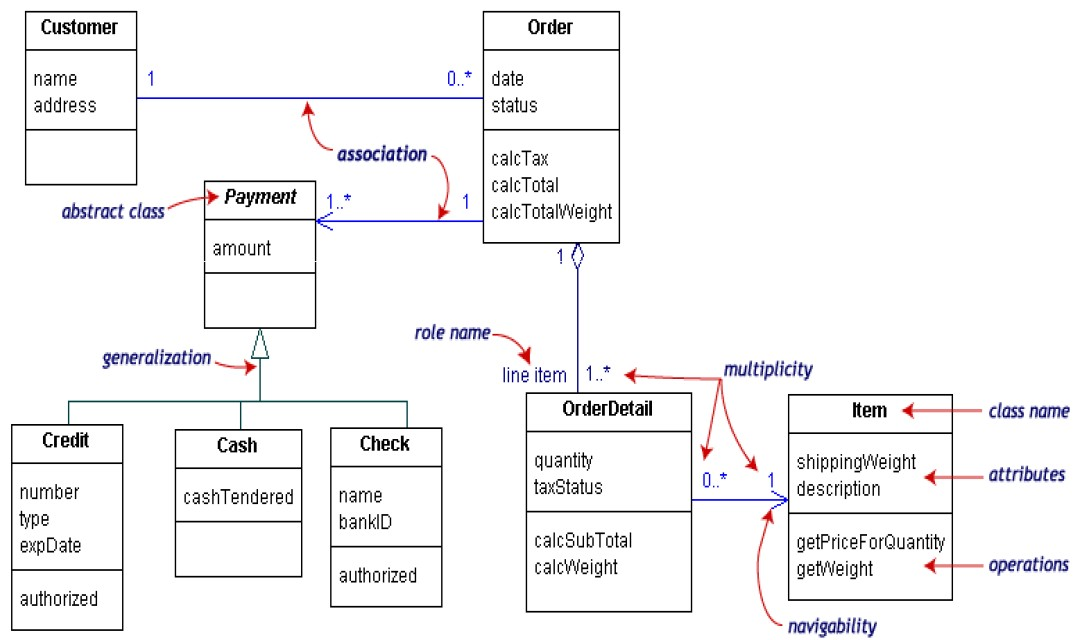 Customer
name
address
1
0..*
Order
date
status
calcTax
calcTotal
calcTotalWeight
association
abstract class
Payment
amount
1..*
1
1
generalization
role name
line item
1..*
multiplicity
Credit
number
type
expDate
authorized
Cash
cashTendered
Check
name
bankID
authorized
OrderDetail
quantity
taxStatus
calcSubTotal
calcWeight
0..*
1
Item
shippingWeight
description
getPriceForQuantity
getWeight
class name
attributes
operations
navigability